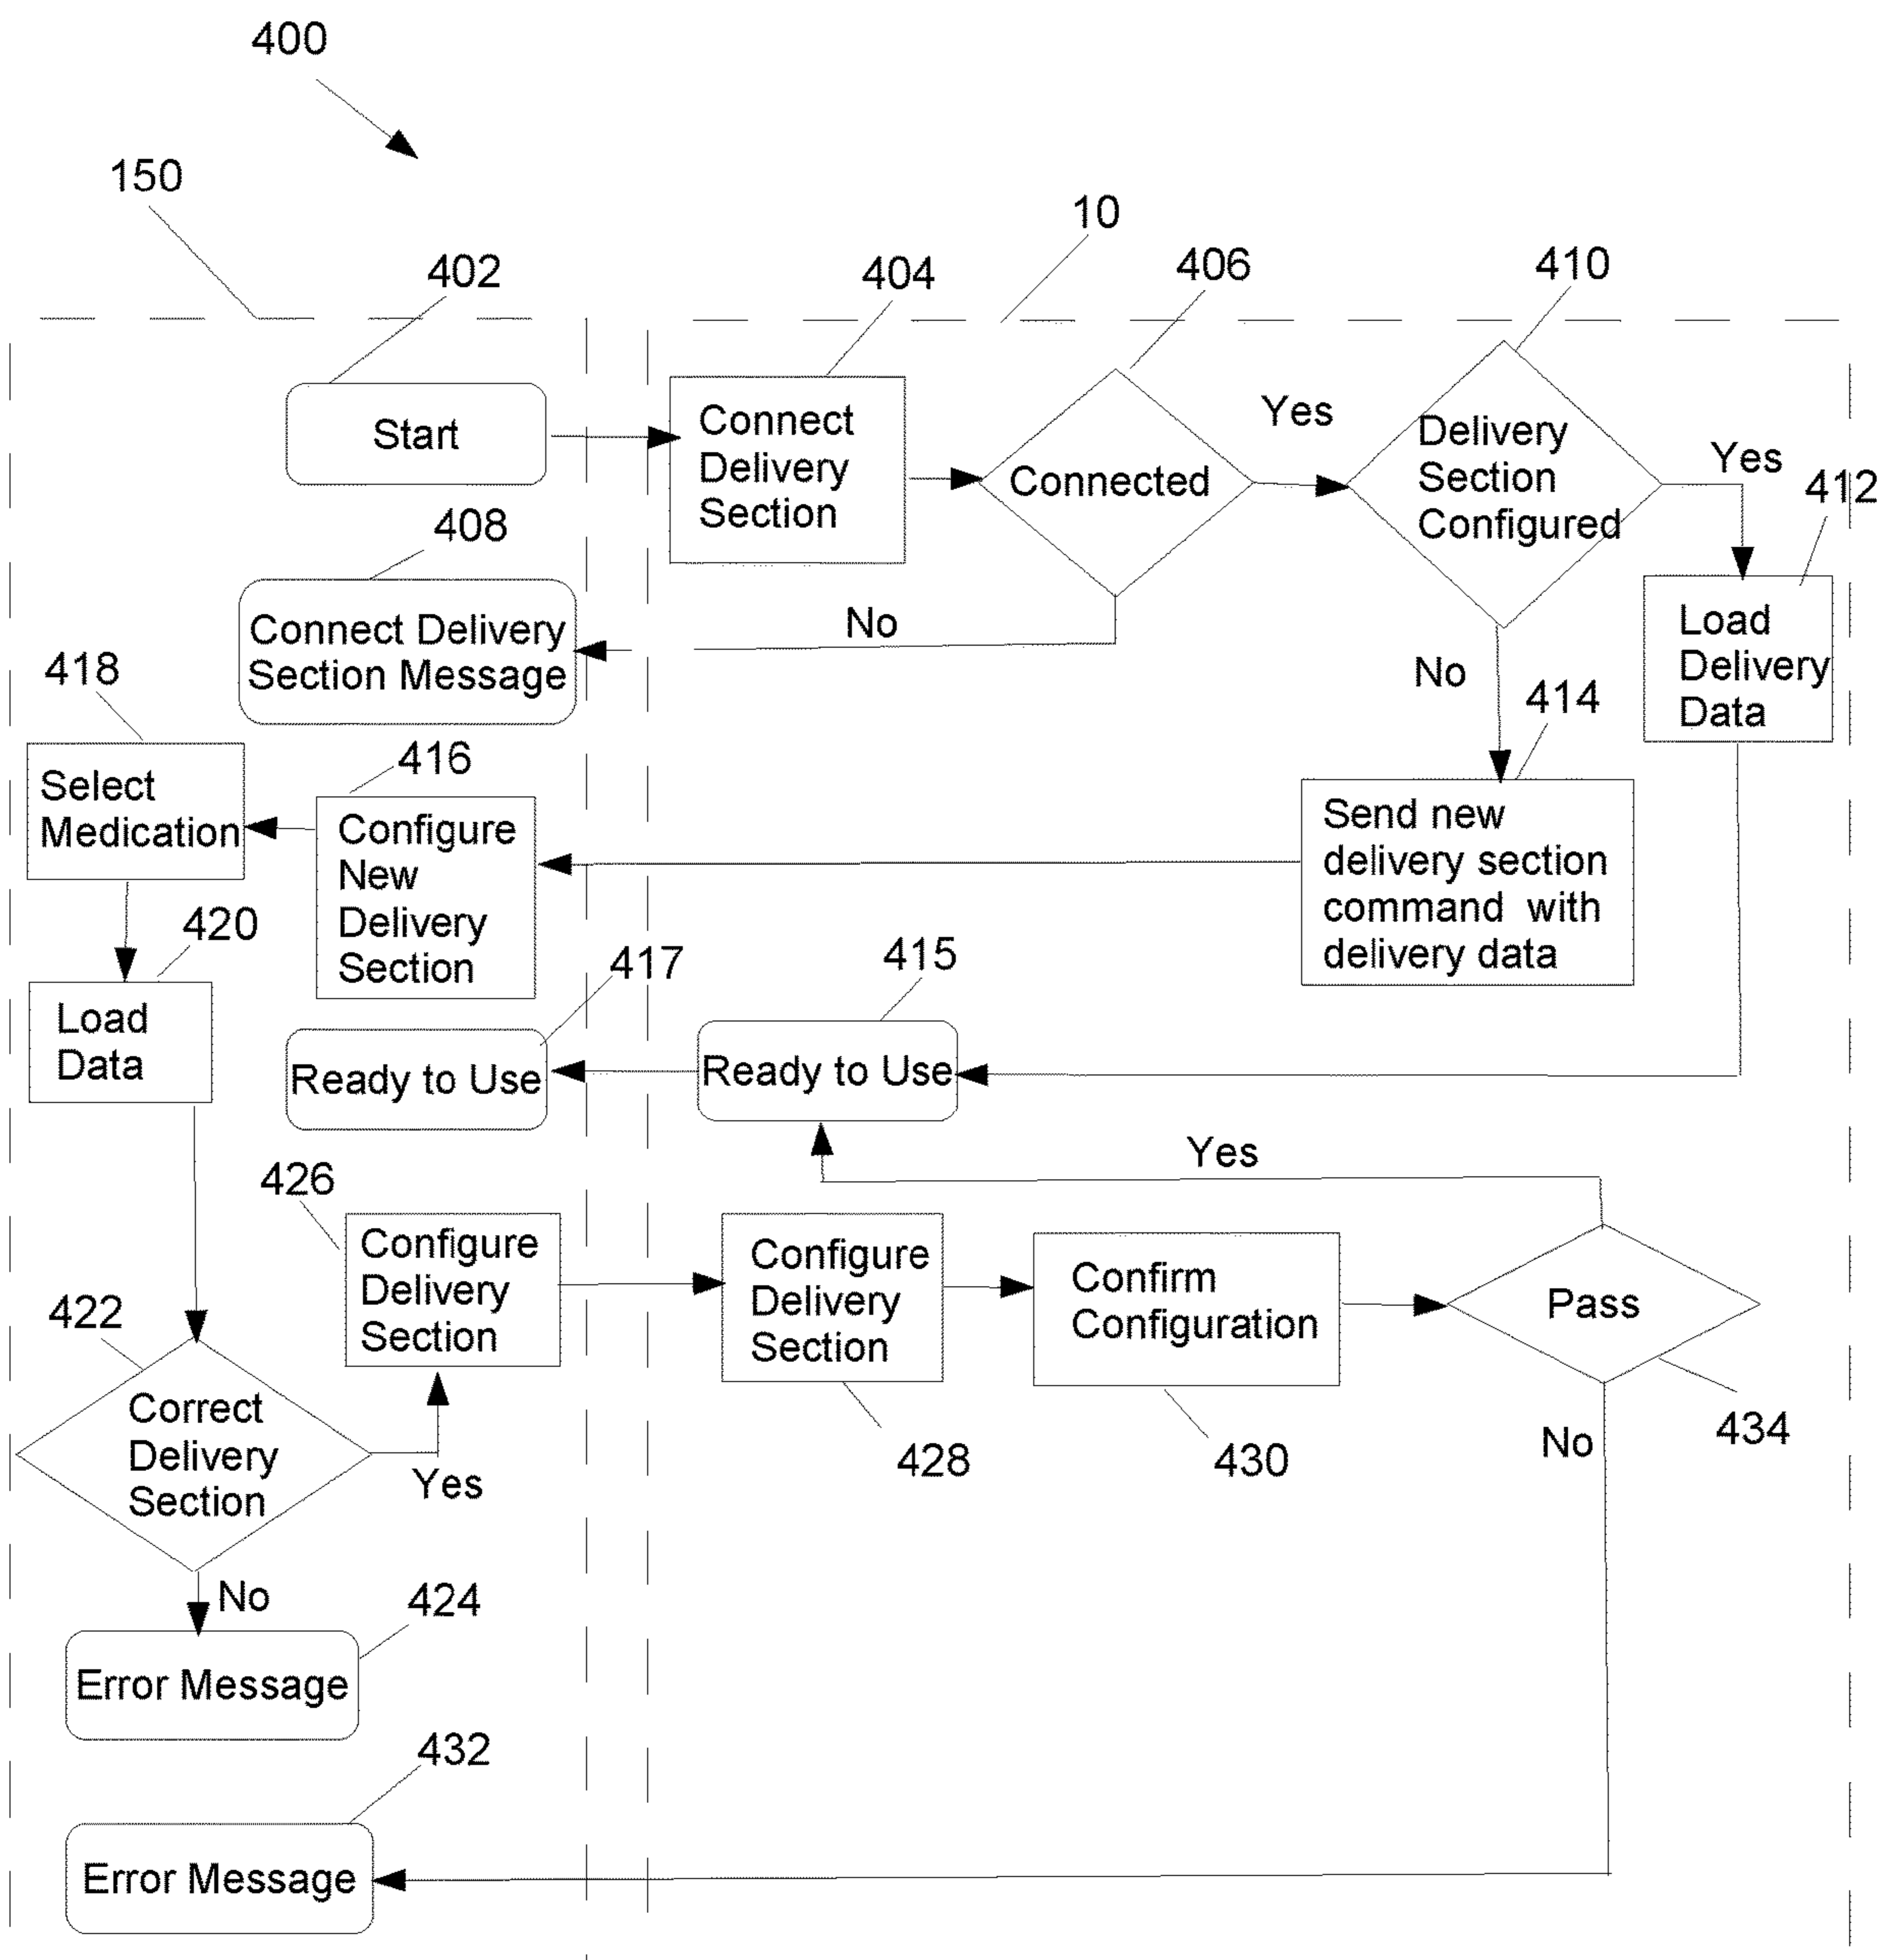 400
150
10
402
404
406
410
Start
Connect
Delivery
Section
Connected
Yes
Delivery
Section
Configured
Yes
412
408
Connect Delivery
Section Message
No
No
Load
Delivery
Data
418
416
414
Select
Medication
Configure
New
Delivery
Section
Send new
delivery section
command with
delivery data
420
417
415
Load
Data
Ready to Use
Ready to Use
Yes
426
Configure
Delivery
Section
Configure
Delivery
Section
Confirm
Configuration
Pass
422
428
430
434
Correct
Delivery
Section
Yes
No
No
424
Error Message
432
Error Message